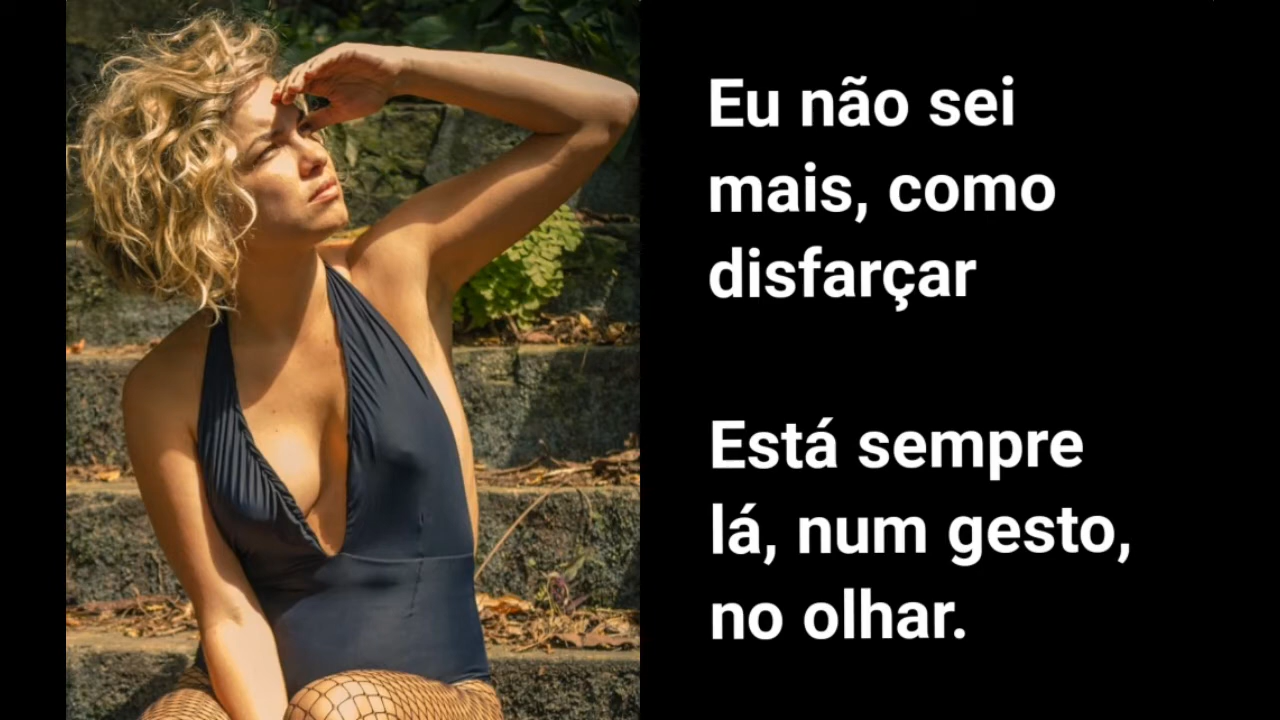 Eu não sei
mais, como
disfarçar
Está sempre
lá, num gesto,
no olhar.